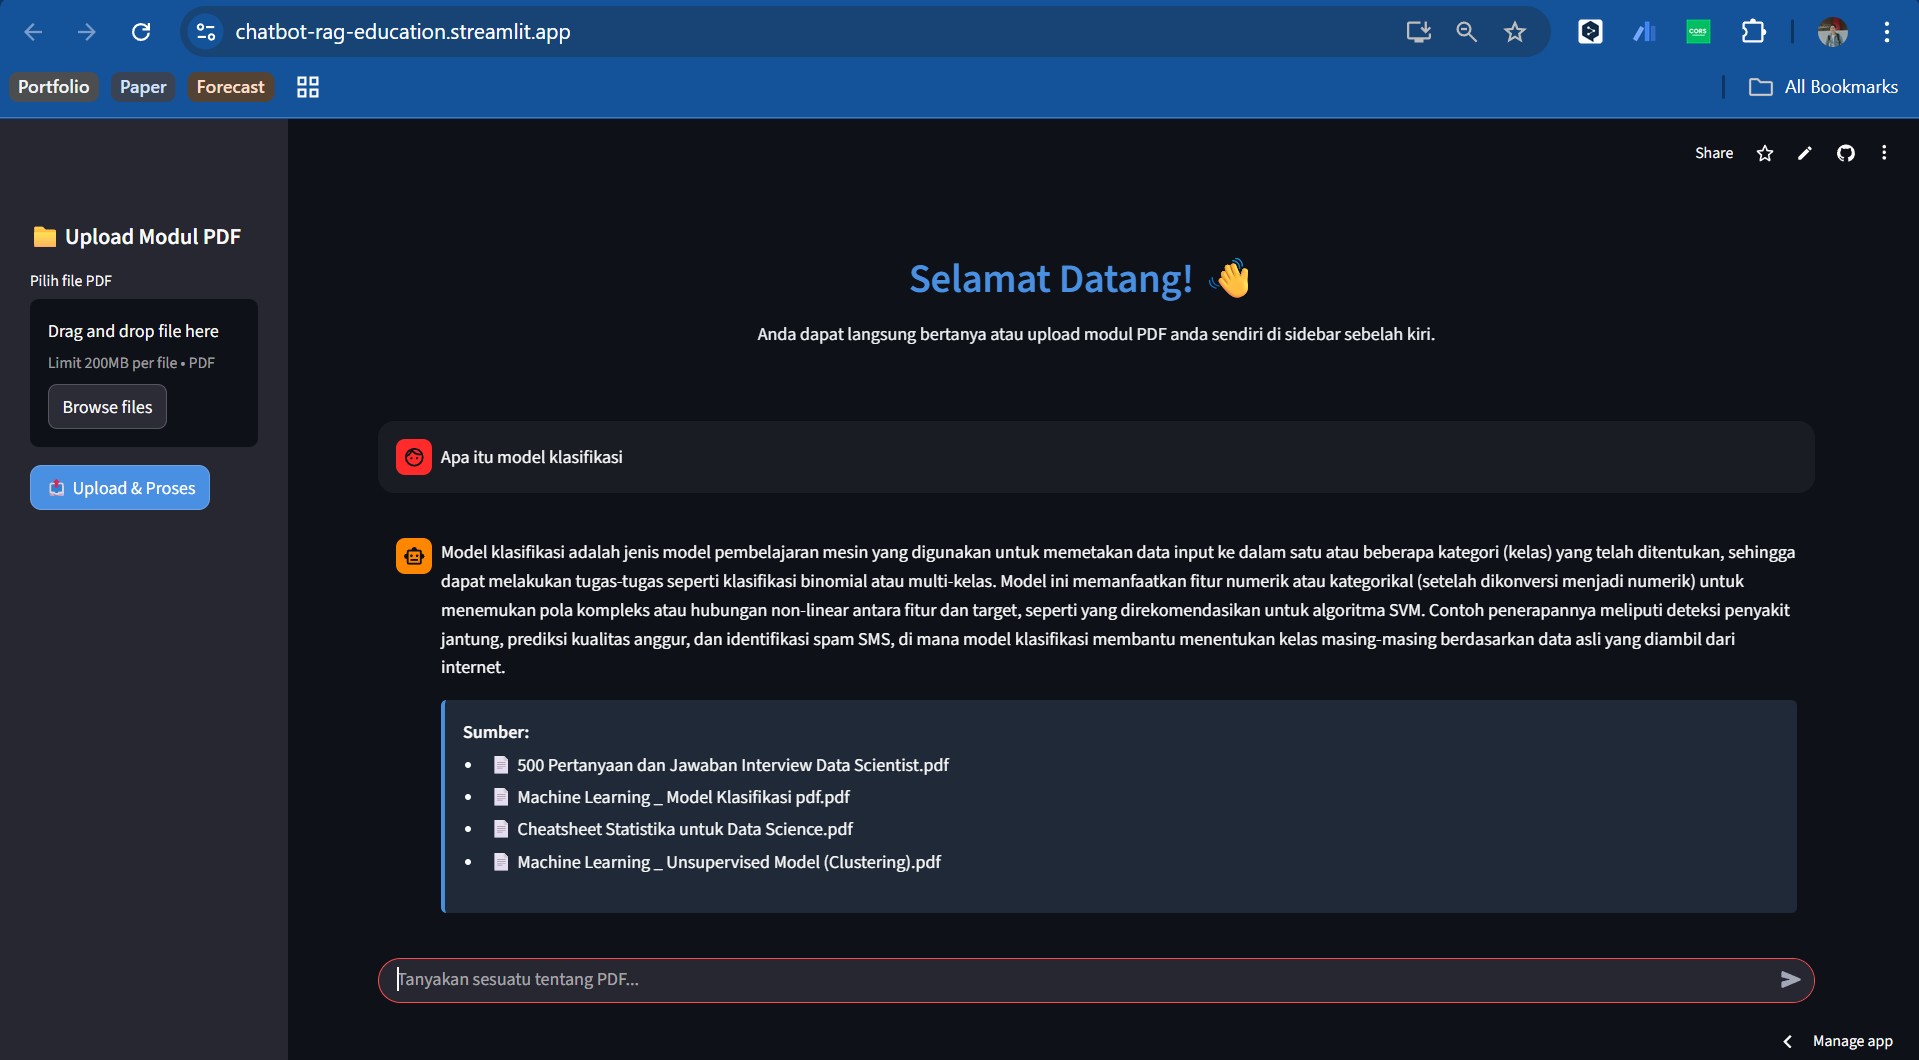 chatbot-rag-education.streamlit.app
CORS
Portfolio
Paper
Forecast
All Bookmarks
Share
Upload Modul PDF
Pilih file PDF
Drag and drop file here
Limit 200MB per file • PDF
Browse files
Upload & Proses
Selamat Datang! 👋
Anda dapat langsung bertanya atau upload modul PDF anda sendiri di sidebar sebelah kiri.
Apa itu model klasifikasi
Model klasifikasi adalah jenis model pembelajaran mesin yang digunakan untuk memetakan data input ke dalam satu atau beberapa kategori (kelas) yang telah ditentukan, sehingga
dapat melakukan tugas-tugas seperti klasifikasi binomial atau multi-kelas. Model ini memanfaatkan fitur numerik atau kategorikal (setelah dikonversi menjadi numerik) untuk
menemukan pola kompleks atau hubungan non-linear antara fitur dan target, seperti yang direkomendasikan untuk algoritma SVM. Contoh penerapannya meliputi deteksi penyakit
jantung, prediksi kualitas anggur, dan identifikasi spam SMS, di mana model klasifikasi membantu menentukan kelas masing-masing berdasarkan data asli yang diambil dari
internet.
Sumber:
• 500 Pertanyaan dan Jawaban Interview Data Scientist.pdf
• Machine Learning _ Model Klasifikasi pdf.pdf
• Cheatsheet Statistika untuk Data Science.pdf
• Machine Learning _ Unsupervised Model (Clustering).pdf
Tanyakan sesuatu tentang PDF...
Manage app